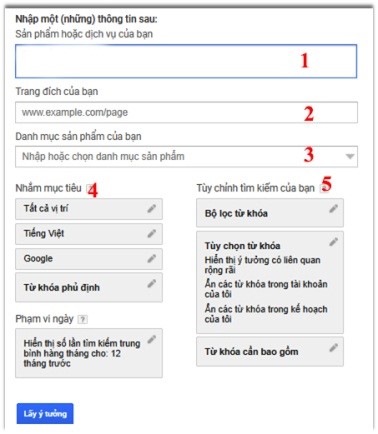 Nhập một (những) thông tin sau:
Sản phẩm hoặc dịch vụ của bạn
1
Trang đích của bạn
www.example.com/page
2
Danh mục sản phẩm của bạn
Nhập hoặc chọn danh mục sản phẩm
3
Nhắm mục tiêu ? 4
Tất cả vị trí
Tiếng Việt
Google
Từ khóa phủ định
Phạm vi ngày ?
Hiển thị số lần tìm kiếm trung
bình hàng tháng cho: 12
tháng trước
Tùy chỉnh tìm kiếm của bạn 5
Bộ lọc từ khóa
Tùy chọn từ khóa
Hiển thị ý tưởng có liên quan
rộng rãi
Ẩn các từ khóa trong tài khoản
của tôi
Ẩn các từ khóa trong kế hoạch
của tôi
Từ khóa cần bao gồm
Lấy ý tưởng